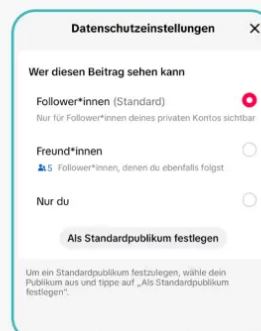 Datenschutzeinstellungen
Wer diesen Beitrag sehen kann
Follower*innen (Standard)
Nur für Follower*innen deines privaten Kontos sichtbar
Freund*innen
5 Follower*innen, denen du ebenfalls folgst
Nur du
Als Standardpublikum festlegen
Um ein Standardpublikum festzulegen, wähle dein
Publikum aus und tippe auf „Als Standardpublikum
festlegen".